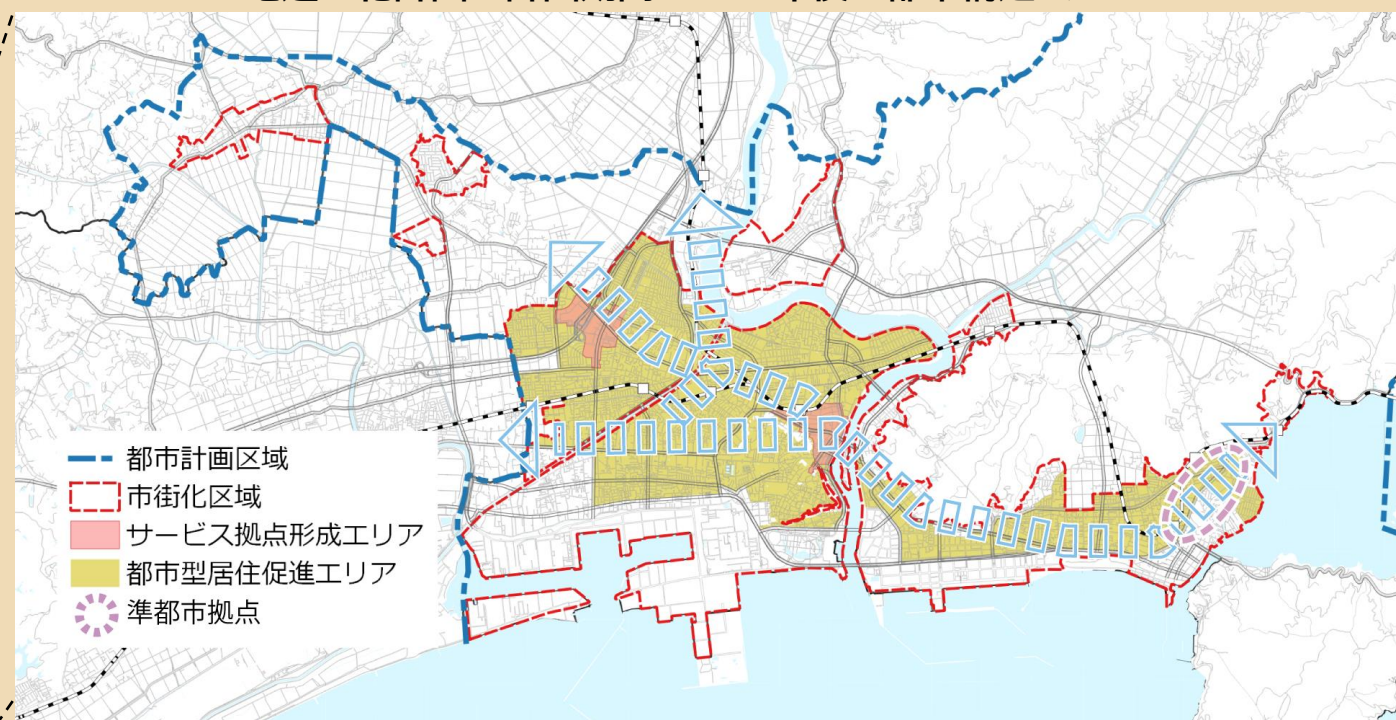 都市計画区域
市街化区域
サービス拠点形成エリア
都市型居住促進エリア
準都市拠点